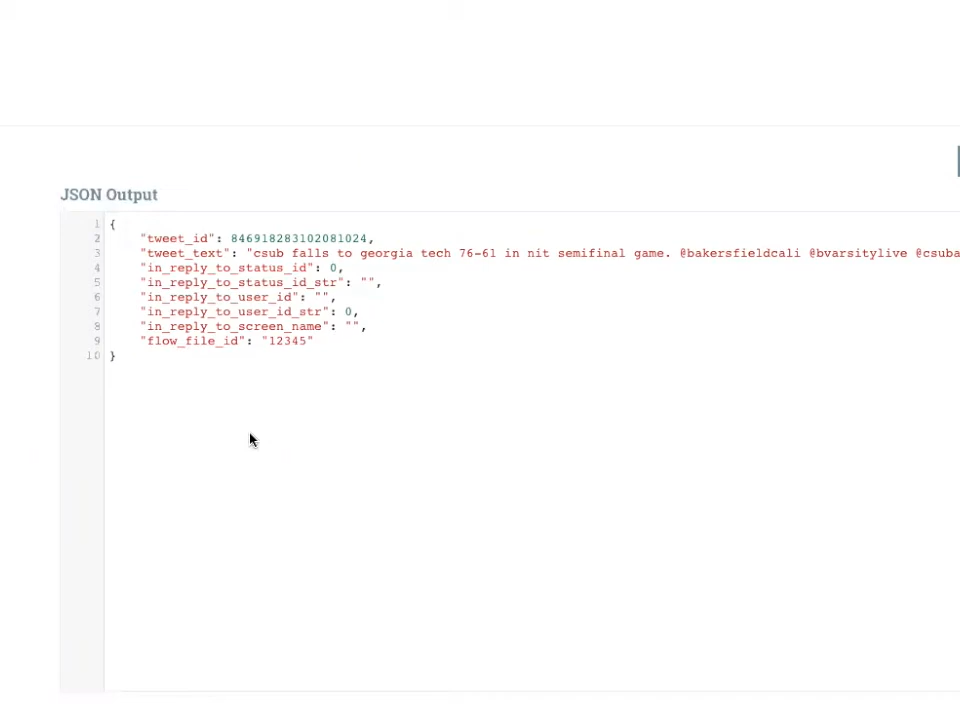 JSON Output
1 {
2 "tweet_id": 846918283102081024,
3 "tweet_text": "csub falls to georgia tech 76-61 in nit semifinal game. @bakersfieldcali @bvarsitylive @csuba
4 "in_reply_to_status_id": 0,
5 "in_reply_to_status_id_str": "",
6 "in_reply_to_user_id": "",
7 "in_reply_to_user_id_str": 0,
8 "in_reply_to_screen_name": "",
9 "flow_file_id": "12345"
10 }